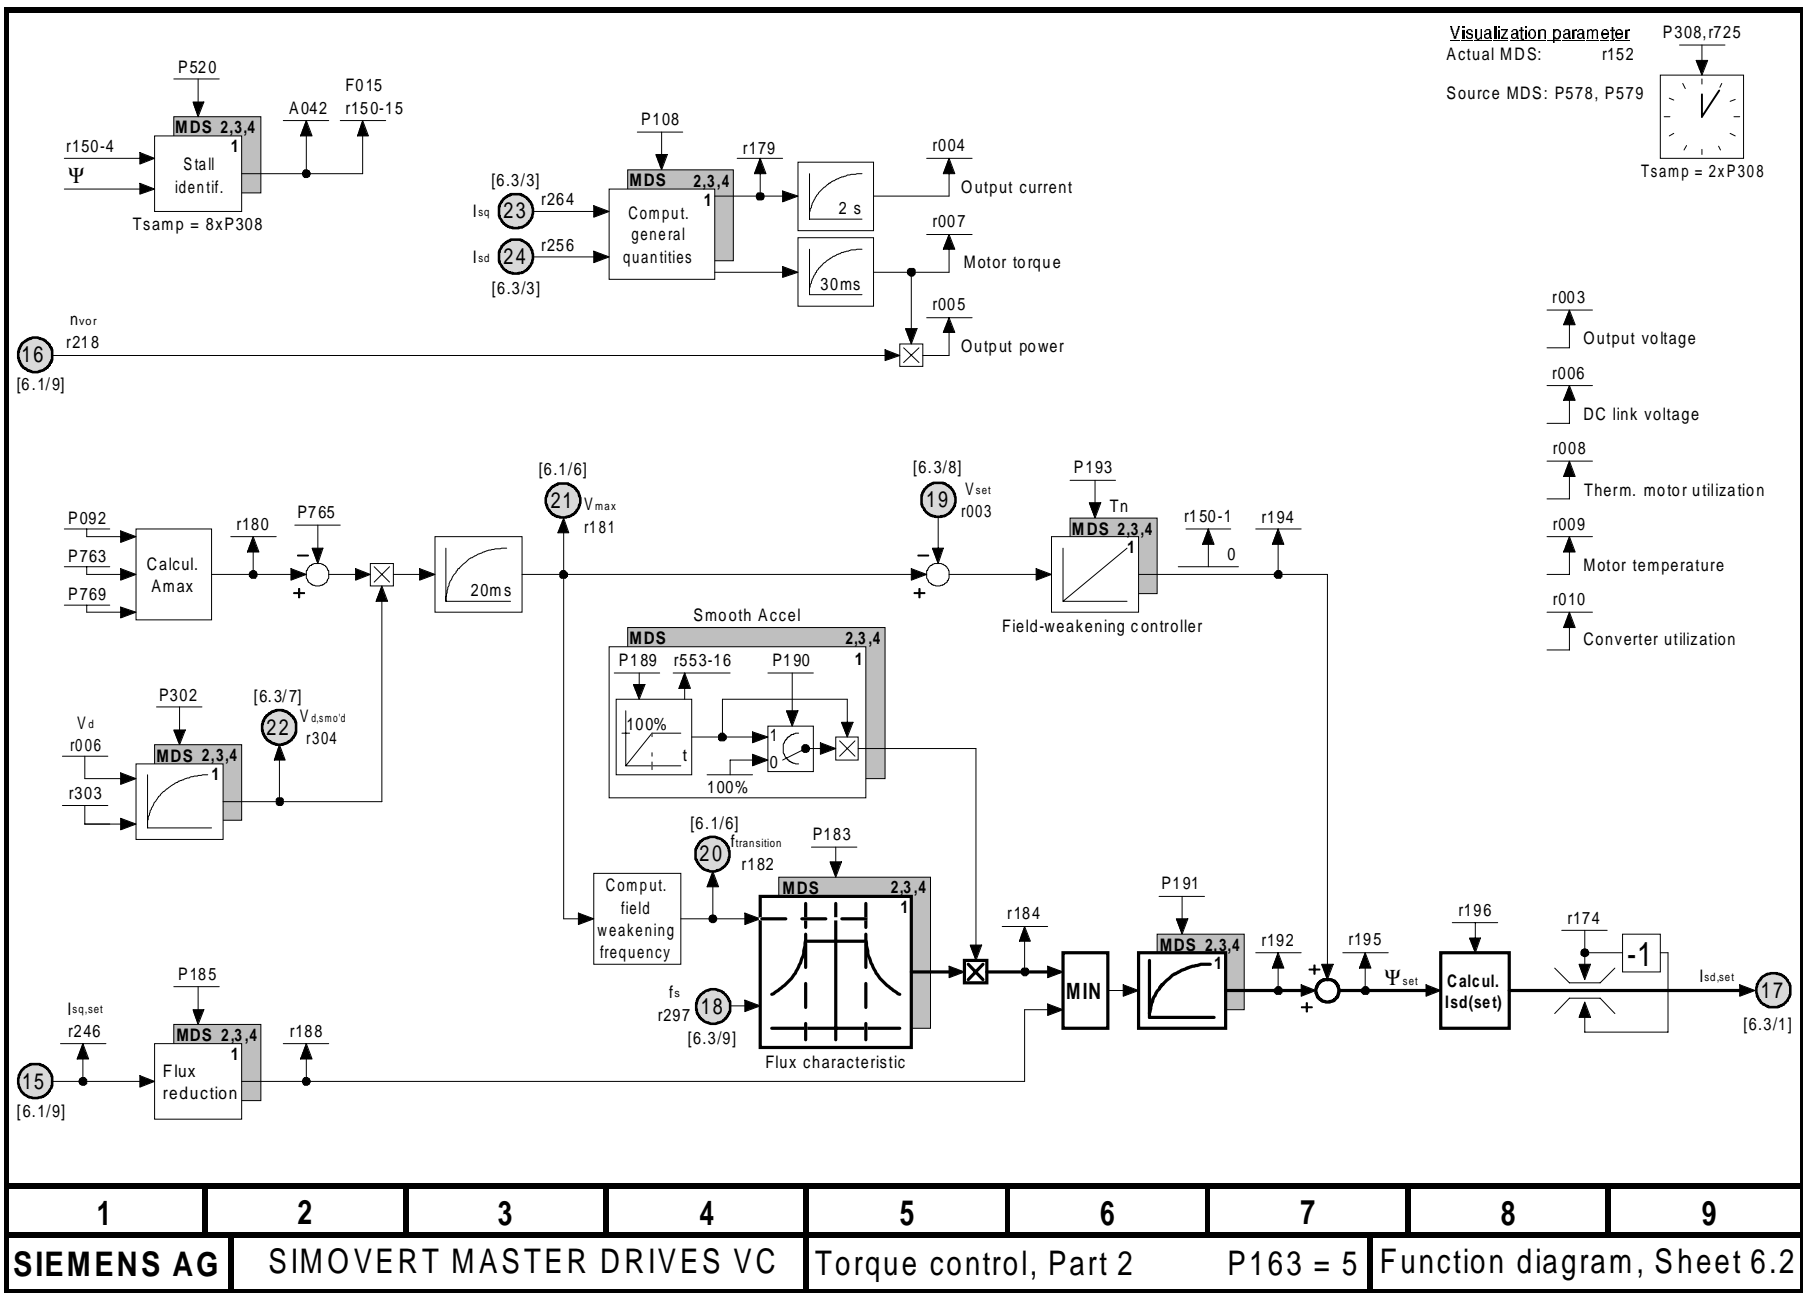 Visualization parameter
Actual MDS: r152
Source MDS: P578, P579
P308,r725
Tsamp = 2xP308
P520
F015
A042
r150-15
MDS 2,3,4
1
r150-4
Ψ
Stall
identif.
Tsamp = 8xP308
P108
r179
r004
MDS 2,3,4
1
[6.3/3]
Isq
23
r264
Isd
24
r256
[6.3/3]
Comput.
general
quantities
2 s
Output current
r007
30ms
Motor torque
r005
Output power
nvor
r218
16
[6.1/9]
r003
Output voltage
r006
DC link voltage
r008
Therm. motor utilization
r009
Motor temperature
r010
Converter utilization
P092
P763
P769
Calcul.
Amax
r180
P765
–
+
20ms
[6.1/6]
21
Vmax
r181
[6.3/8]
19
Vset
r003
–
+
P193
Tn
MDS 2,3,4
1
Field-weakening controller
r150-1
0
r194
Smooth Accel
MDS 2,3,4
1
P189
r553-16
P190
100%
t
1
0
100%
P302
[6.3/7]
22
Vd,smo'd
r304
Vd
r006
r303
MDS 2,3,4
1
[6.1/6]
20
ftransition
r182
P183
MDS 2,3,4
1
Comput.
field
weakening
frequency
fs
r297
18
[6.3/9]
Flux characteristic
r184
MIN
P191
MDS 2,3,4
1
r192
+
+
r195
Ψset
r196
Calcul.
Isd(set)
r174
-1
Isd,set
17
[6.3/1]
P185
Isq,set
r246
MDS 2,3,4
1
r188
15
[6.1/9]
Flux
reduction
1 2 3 4 5 6 7 8 9
SIEMENS AG SIMOVERT MASTER DRIVES VC Torque control, Part 2 P163 = 5 Function diagram, Sheet 6.2